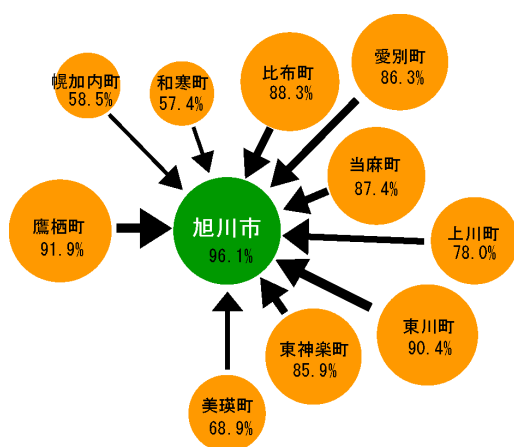 幌加内町
58.5%
和寒町
57.4%
比布町
88.3%
愛別町
86.3%
当麻町
87.4%
鷹栖町
91.9%
旭川市
96.1%
上川町
78.0%
東川町
90.4%
東神楽町
85.9%
美瑛町
68.9%